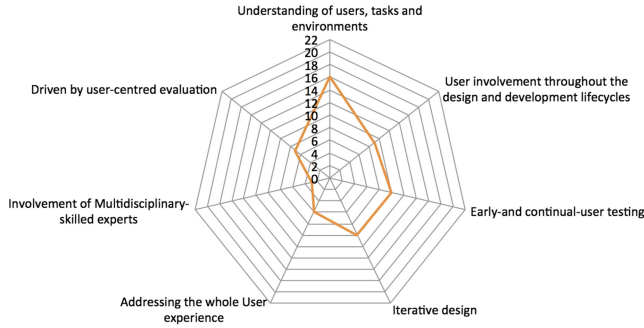 Understanding of users, tasks and
environments
22
20
18
16
14
12
10
8
6
4
2
0
Driven by user-centred evaluation
User involvement throughout the
design and development lifecycles
Involvement of Multidisciplinary-
skilled experts
Early-and continual-user testing
Addressing the whole User
experience
Iterative design